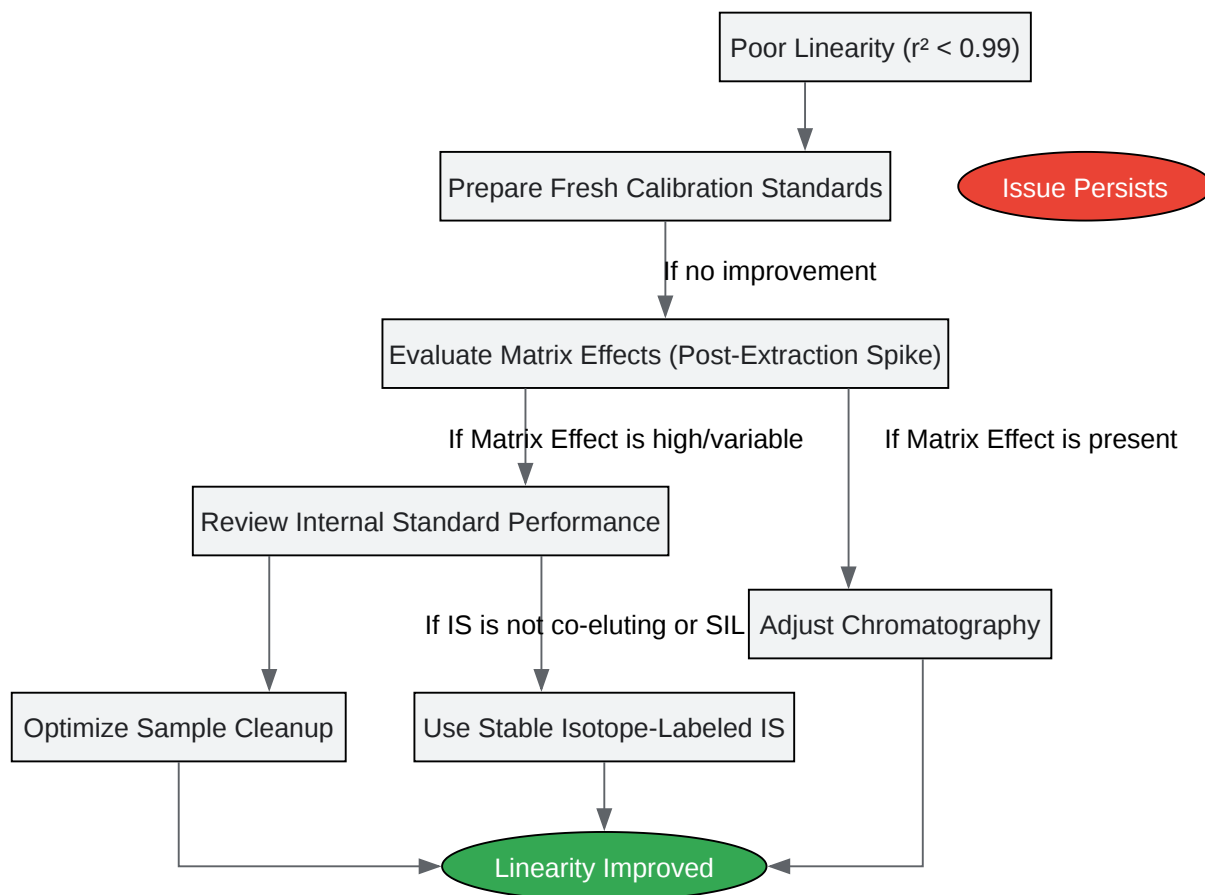 Poor Linearity (r² < 0.99)
Prepare Fresh Calibration Standards
Issue Persists
If no improvement
Evaluate Matrix Effects (Post-Extraction Spike)
If Matrix Effect is high/variable
If Matrix Effect is present
Review Internal Standard Performance
If IS is not co-eluting or SIL
Adjust Chromatography
Optimize Sample Cleanup
Use Stable Isotope-Labeled IS
Linearity Improved